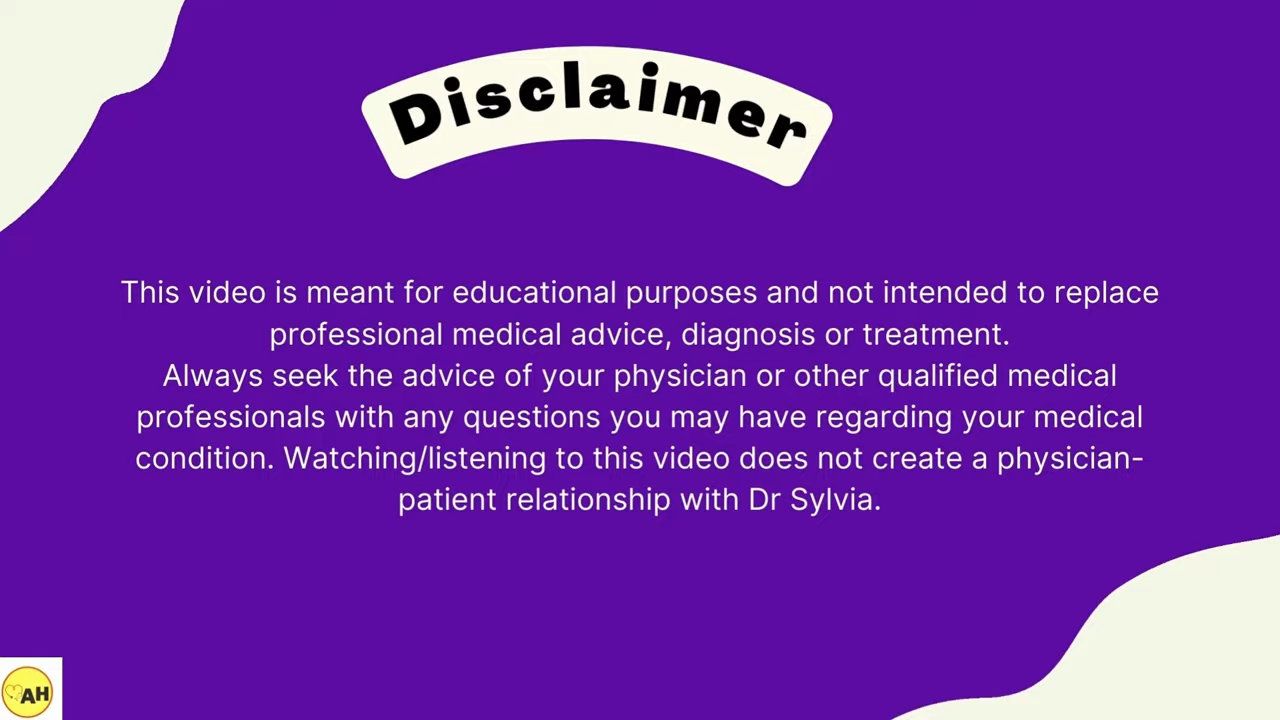 Disclaimer
This video is meant for educational purposes and not intended to replace
professional medical advice, diagnosis or treatment.
Always seek the advice of your physician or other qualified medical
professionals with any questions you may have regarding your medical
condition. Watching/listening to this video does not create a physician-
patient relationship with Dr Sylvia.
AH